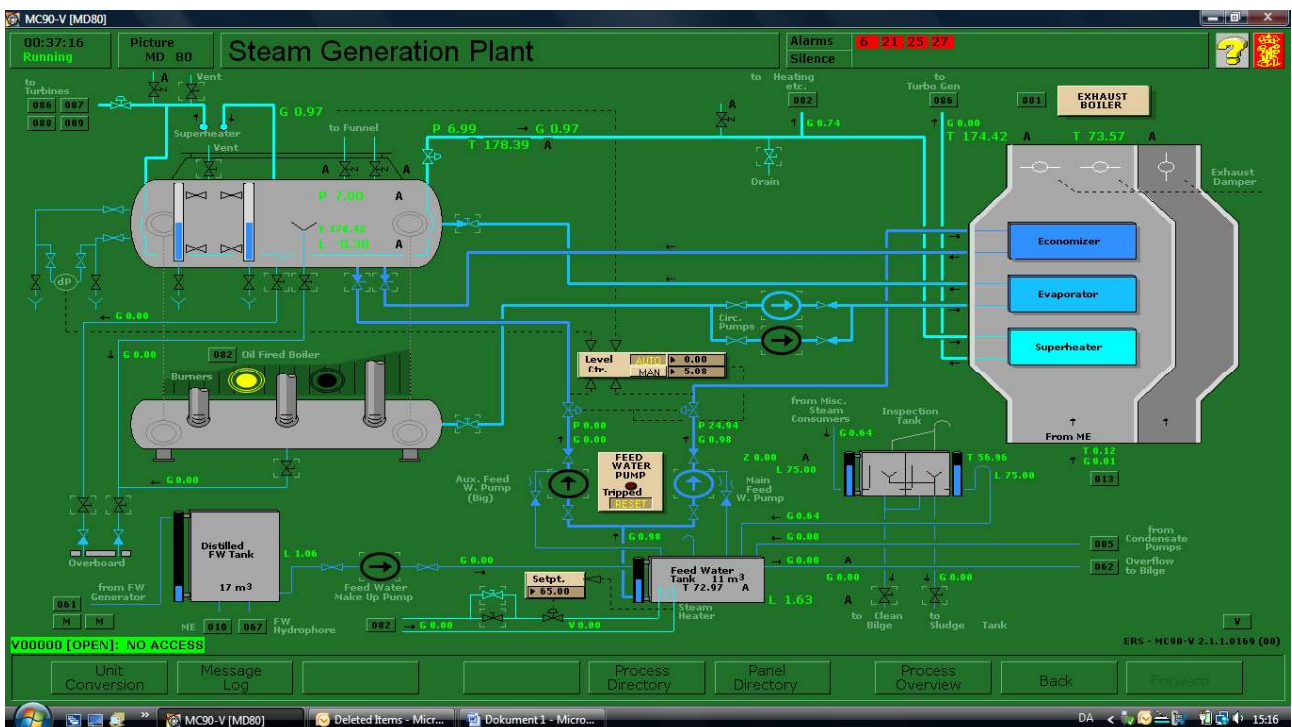 MC90-V [MD80]
00:37:16
Running
Picture
MD 80
Steam Generation Plant
Alarms
Silence
6 21 25 27
to
Turbines
086 087
088 089
A
Vent
G 0.97
Superheater
Vent
to Funnel
A
A
P 6.99 → G 0.97
T 178.39 A
A
Drain
to Heating
etc.
082
G 0.74
to
Turbo Gen
086
G 0.00
T 174.42 A
081
EXHAUST
BOILER
T 73.57 A
Exhaust
Damper
P 7.00 A
T 170.42
L -0.38 A
dP
G 0.00
G 0.00
Economizer
Evaporator
Superheater
From ME
T 0.12
G 0.01
013
Circ.
Pumps
082 Oil Fired Boiler
Burners
Level
Ctr.
AUTO 0.00
MAN 5.08
P 0.00
G 0.00
P 24.94
G 0.98
from Misc.
Steam
Consumers
G 0.64
Inspection
Tank
Z 0.00 A
L 75.00
T 56.96
L 75.00
G 0.00
Aux. Feed
W. Pump
(Big)
FEED
WATER
PUMP
Tripped
RESET
Main
Feed
W. Pump
G 0.98
G 0.64
G 0.00
G 0.00 A
from
Condensate
Pumps
085
Overflow
to Bilge
062
Overboard
Distilled
FW Tank
17 m³
L 1.06
from FW
Generator
061
M M
ME 010 067 FW
Hydrophore
Feed Water
Make Up Pump
G 0.00
Setpt.
65.00
Feed Water
Tank 11 m³
T 72.97 A
L 1.63 A
Steam
Heater
082 → G 0.00
V 0.00
G 0.00
G 0.00
to Clean
Bilge
to
Sludge Tank
V
V00000 [OPEN]: NO ACCESS
ERS - MC90-V 2.1.1.0169 (00)
Unit
Conversion
Message
Log
Process
Directory
Panel
Directory
Process
Overview
Back
Forward
MC90-V [MD80]
Deleted Items - Micr...
Dokument1 - Micro...
DA
15:16